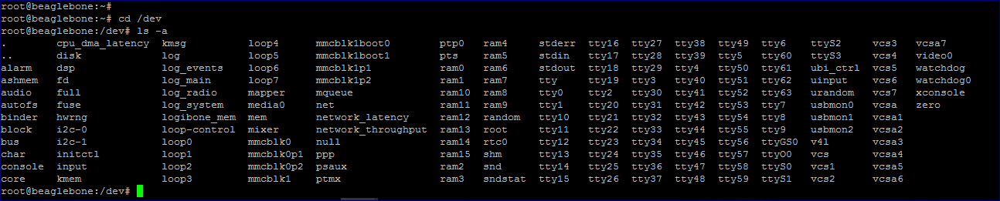 root@beaglebone:~#
root@beaglebone:~# cd /dev
root@beaglebone:/dev# ls -a
. cpu_dma_latency kmsg loop4 mmcblk1boot0 ptp0 ram4 stderr tty16 tty27 tty38 tty49 tty6 ttyS2 vcs3 vcsa7
.. disk log loop5 mmcblk1boot1 pts ram5 stdin tty17 tty28 tty39 tty5 tty60 ttyS3 vcs4 video0
alarm dsp log_events loop6 mmcblk1p1 ram0 ram6 stdout tty18 tty29 tty4 tty50 tty61 ubi_ctrl vcs5 watchdog
ashmem fd log_main loop7 mmcblk1p2 ram1 ram7 tty tty19 tty3 tty40 tty51 tty62 uinput vcs6 watchdog0
audio full log_radio mapper mqueue ram10 ram8 tty0 tty2 tty30 tty41 tty52 tty63 urandom vcs7 xconsole
autofs fuse log_system media0 net ram11 ram9 tty1 tty20 tty31 tty42 tty53 tty7 usbmon0 vcsa zero
binder hwrng logibone_mem mem network_latency ram12 random tty10 tty21 tty32 tty43 tty54 tty8 usbmon1 vcsa1
block i2c-0 loop-control mixer network_throughput ram13 root tty11 tty22 tty33 tty44 tty55 tty9 usbmon2 vcsa2
bus i2c-1 loop0 mmcblk0 null ram14 rtc0 tty12 tty23 tty34 tty45 tty56 ttyGS0 v4l vcsa3
char initctl loop1 mmcblk0p1 ppp ram15 shm tty13 tty24 tty35 tty46 tty57 ttyO0 vcs vcsa4
console input loop2 mmcblk0p2 psaux ram2 snd tty14 tty25 tty36 tty47 tty58 ttyS0 vcs1 vcsa5
core kmem loop3 mmcblk1 ptmx ram3 sndstat tty15 tty26 tty37 tty48 tty59 ttyS1 vcs2 vcsa6
root@beaglebone:/dev#